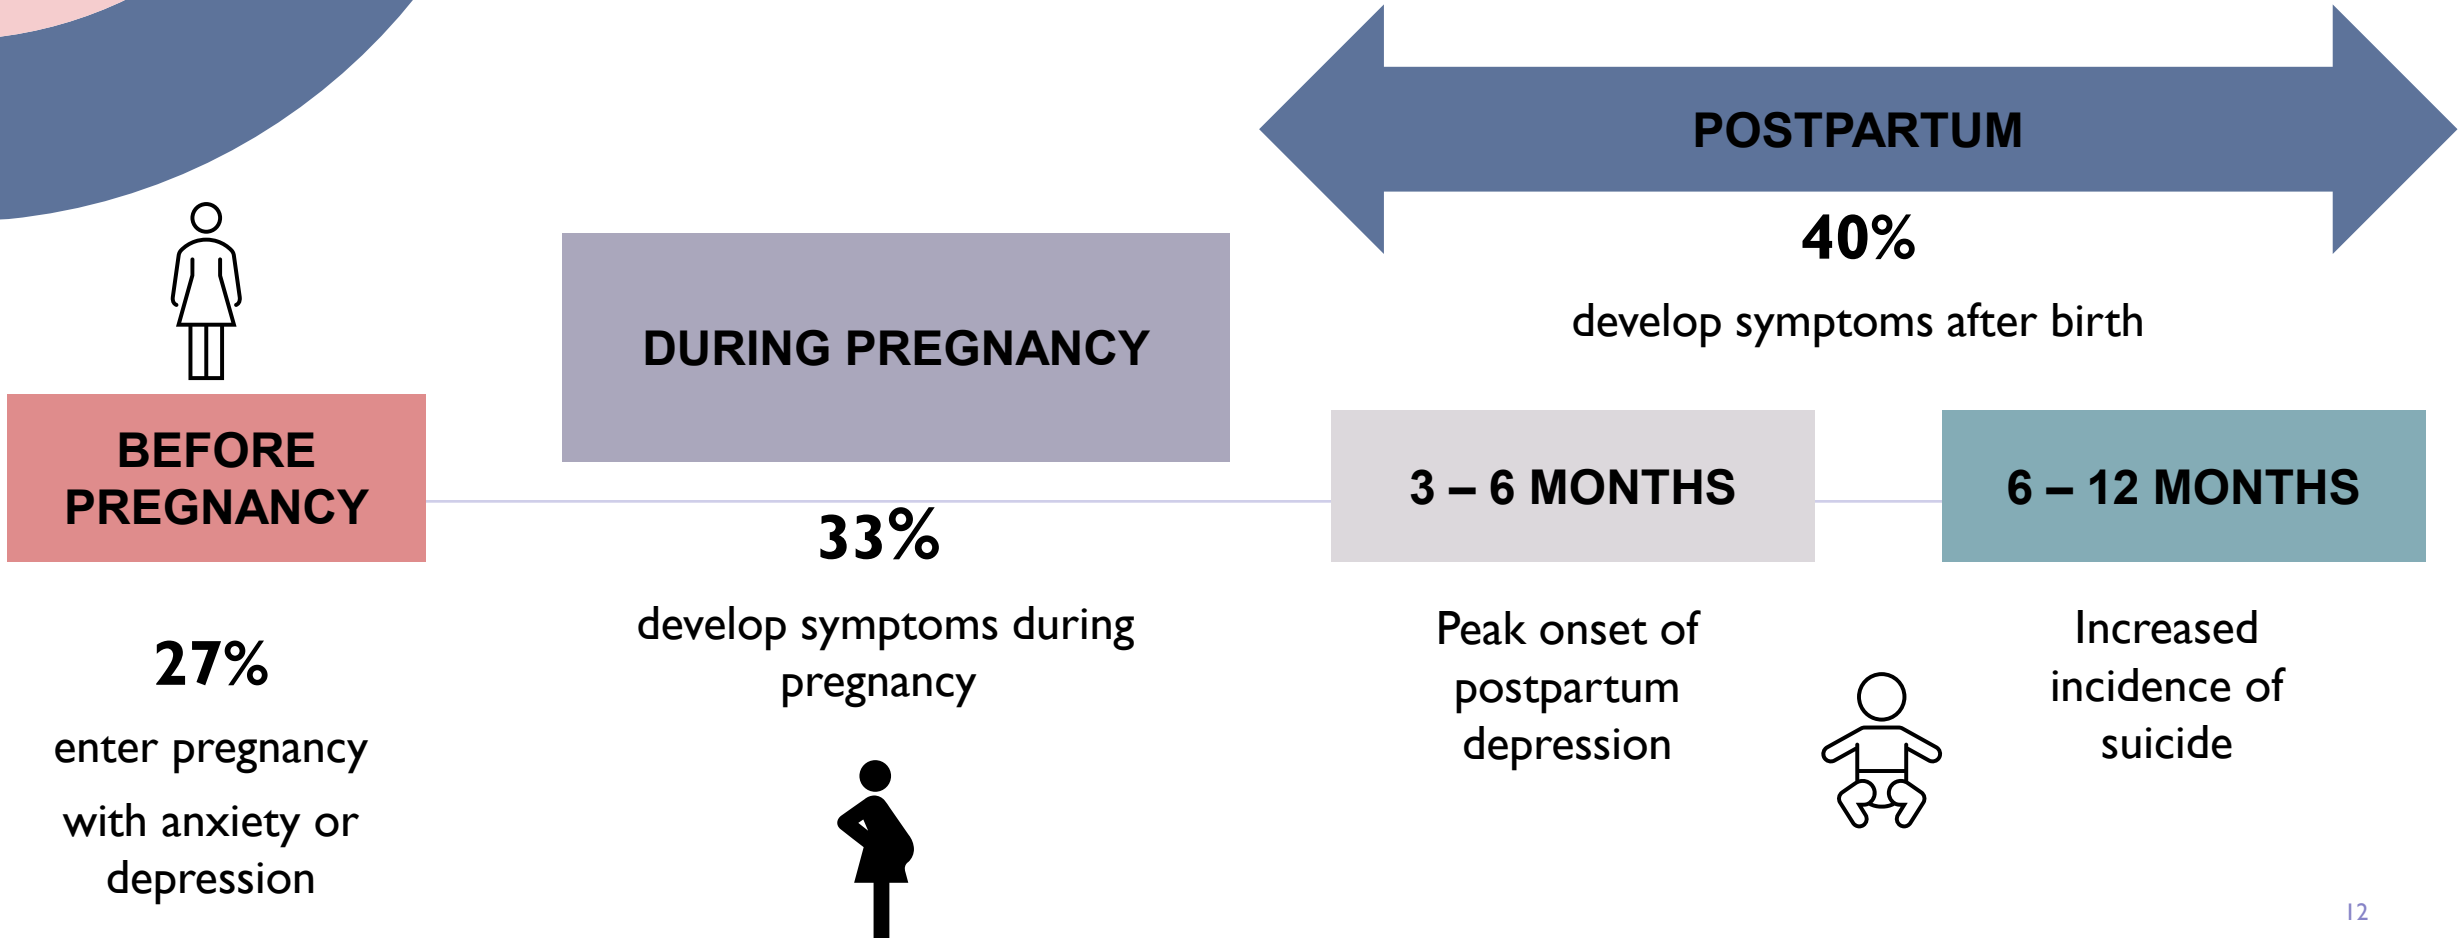 BEFORE
PREGNANCY
27%
enter pregnancy
with anxiety or
depression
DURING PREGNANCY
33%
develop symptoms during
pregnancy
POSTPARTUM
40%
develop symptoms after birth
3 – 6 MONTHS
Peak onset of
postpartum
depression
6 – 12 MONTHS
Increased
incidence of
suicide
12